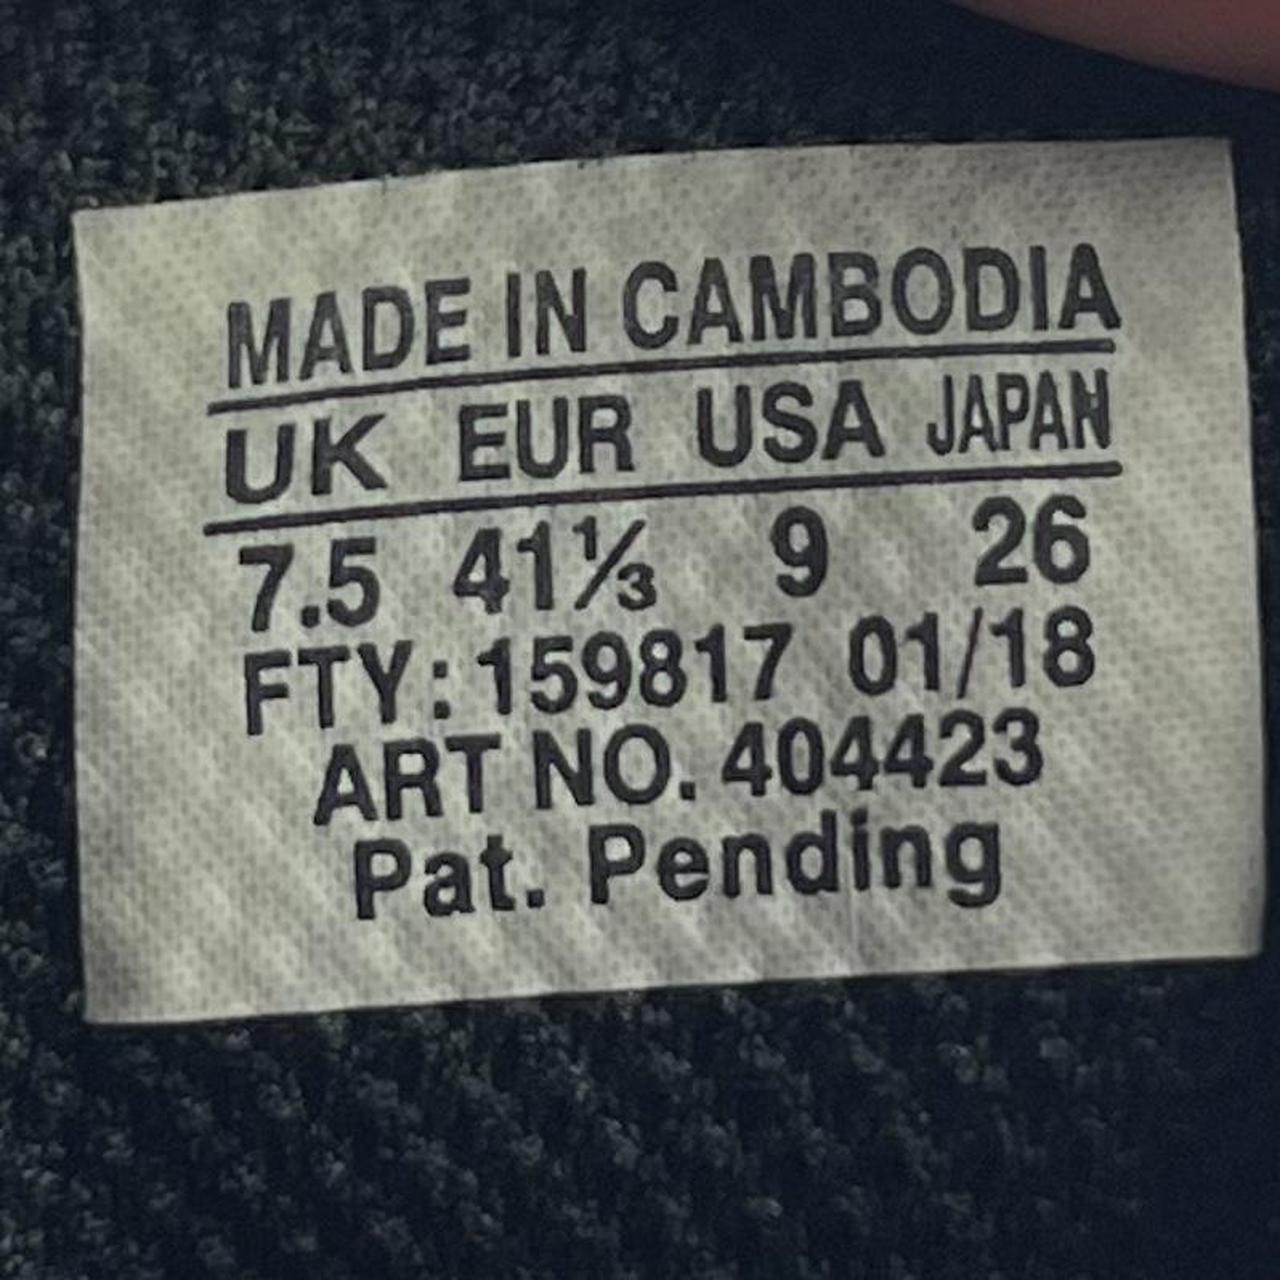 MADE IN CAMBODIA
UK EUR USA JAPAN
7.5 41⅓ 9 26
FTY: 159817 01/18
ART NO. 404423
Pat. Pending